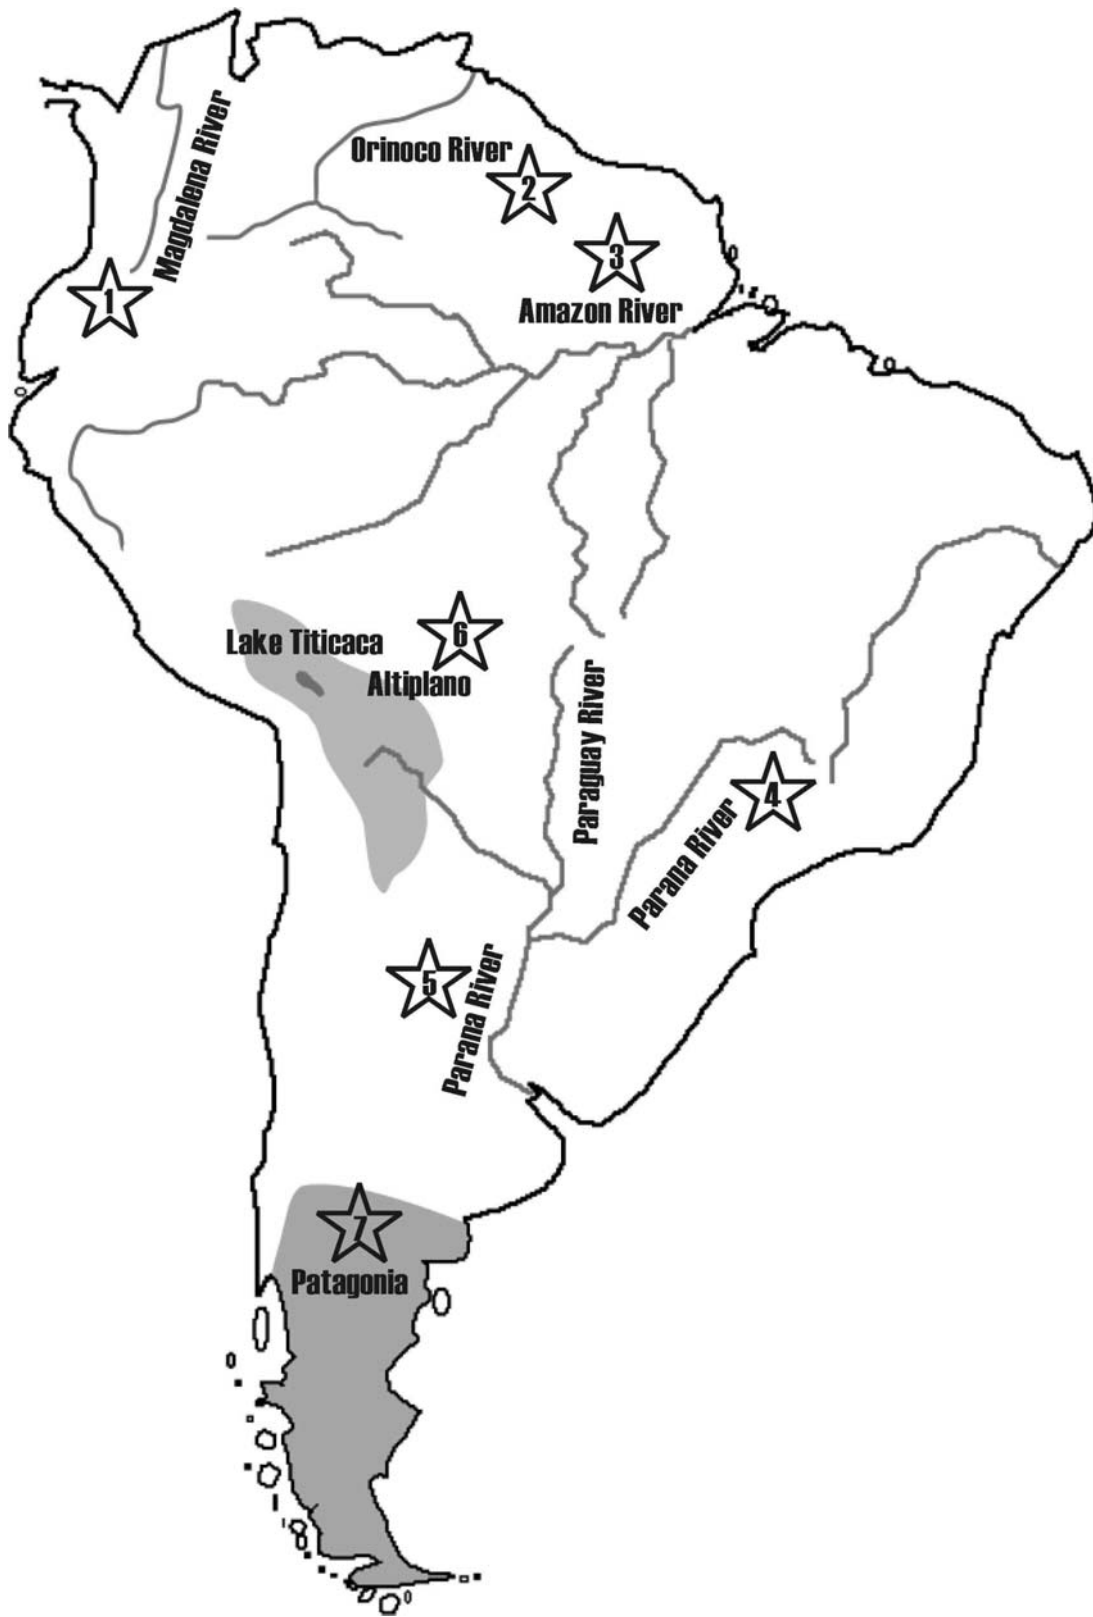 Magdalena River
Orinoco River
2
3
1
Amazon River
6
Lake Titicaca
Altiplano
Paraguay River
4
Parana River
5
Parana River
7
Patagonia